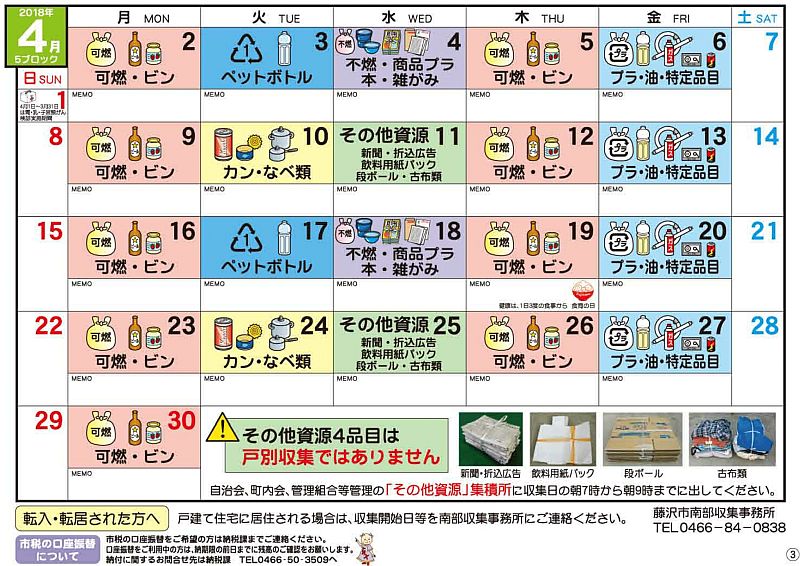 2018年
4月
5ブロック
月 MON
火 TUE
水 WED
木 THU
金 FRI
土 SAT
日 SUN
1
2
可燃
可燃・ビン
MEMO
3
1
ペットボトル
MEMO
4
不燃
不燃・商品プラ
本・雑がみ
MEMO
5
可燃
可燃・ビン
MEMO
6
プラ
プラ・油・特定品目
MEMO
7
8
9
可燃
可燃・ビン
MEMO
10
カン・なべ類
MEMO
その他資源 11
新聞・折込広告
飲料用紙パック
段ボール・古布類
MEMO
12
可燃
可燃・ビン
MEMO
13
プラ
プラ・油・特定品目
MEMO
14
15
16
可燃
可燃・ビン
MEMO
17
1
ペットボトル
MEMO
18
不燃
不燃・商品プラ
本・雑がみ
MEMO
19
可燃
可燃・ビン
MEMO
健康は、1日3度の食事から 食育の日
20
プラ
プラ・油・特定品目
MEMO
21
22
23
可燃
可燃・ビン
MEMO
24
カン・なべ類
MEMO
その他資源 25
新聞・折込広告
飲料用紙パック
段ボール・古布類
MEMO
26
可燃
可燃・ビン
MEMO
27
プラ
プラ・油・特定品目
MEMO
28
29
30
可燃
可燃・ビン
MEMO
その他資源4品目は
戸別収集ではありません
新聞・折込広告
飲料用紙パック
段ボール
古布類
自治会、町内会、管理組合等管理の「その他資源」集積所に収集日の朝7時から朝9時までに出してください。
転入・転居された方へ
戸建て住宅に居住される場合は、収集開始日等を南部収集事務所にご連絡ください。
藤沢市南部収集事務所
TEL0466-84-0838
市税の口座振替
について
市税の口座振替をご希望の方は納税課までご連絡ください。
口座振替をご利用中の方は、納期限の前日までに残高のご確認をお願いします。
納付に関するお問合せ先は納税課 TEL0466-50-3509へ
3